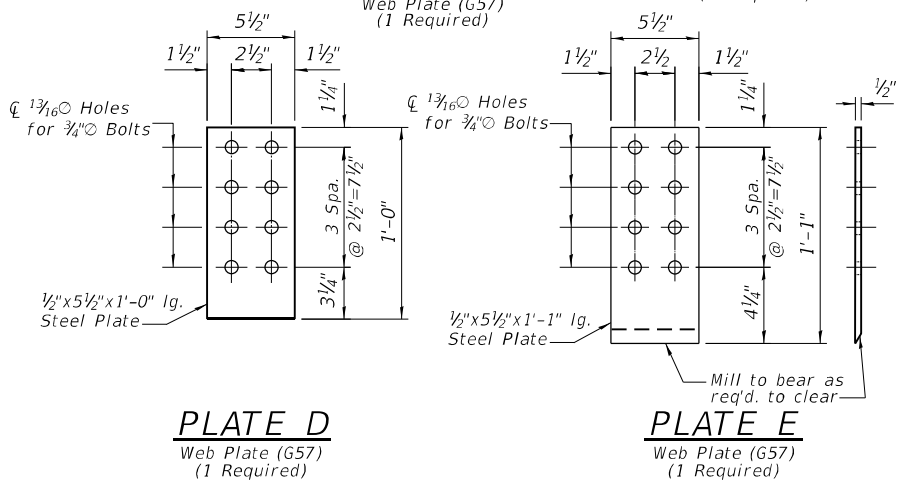 Web Plate (G57)
(1 Required)
5½"
1½"
2½"
1½"
1¼"
℄ 13/16∅ Holes
for ¾"∅ Bolts
3 Spa.
@ 2½"=7½"
1'-0"
3¼"
½"x5½"x1'-0" lg.
Steel Plate
PLATE D
Web Plate (G57)
(1 Required)
5½"
1½"
2½
1½"
1¼"
½"
℄ 13/16∅ Holes
for ¾"∅ Bolts
3 Spa.
@ 2½"=7½"
1'-1"
4¼"
½"x5½"x1'-1" lg.
Steel Plate
Mill to bear as
req'd. to clear
PLATE E
Web Plate (G57)
(1 Required)